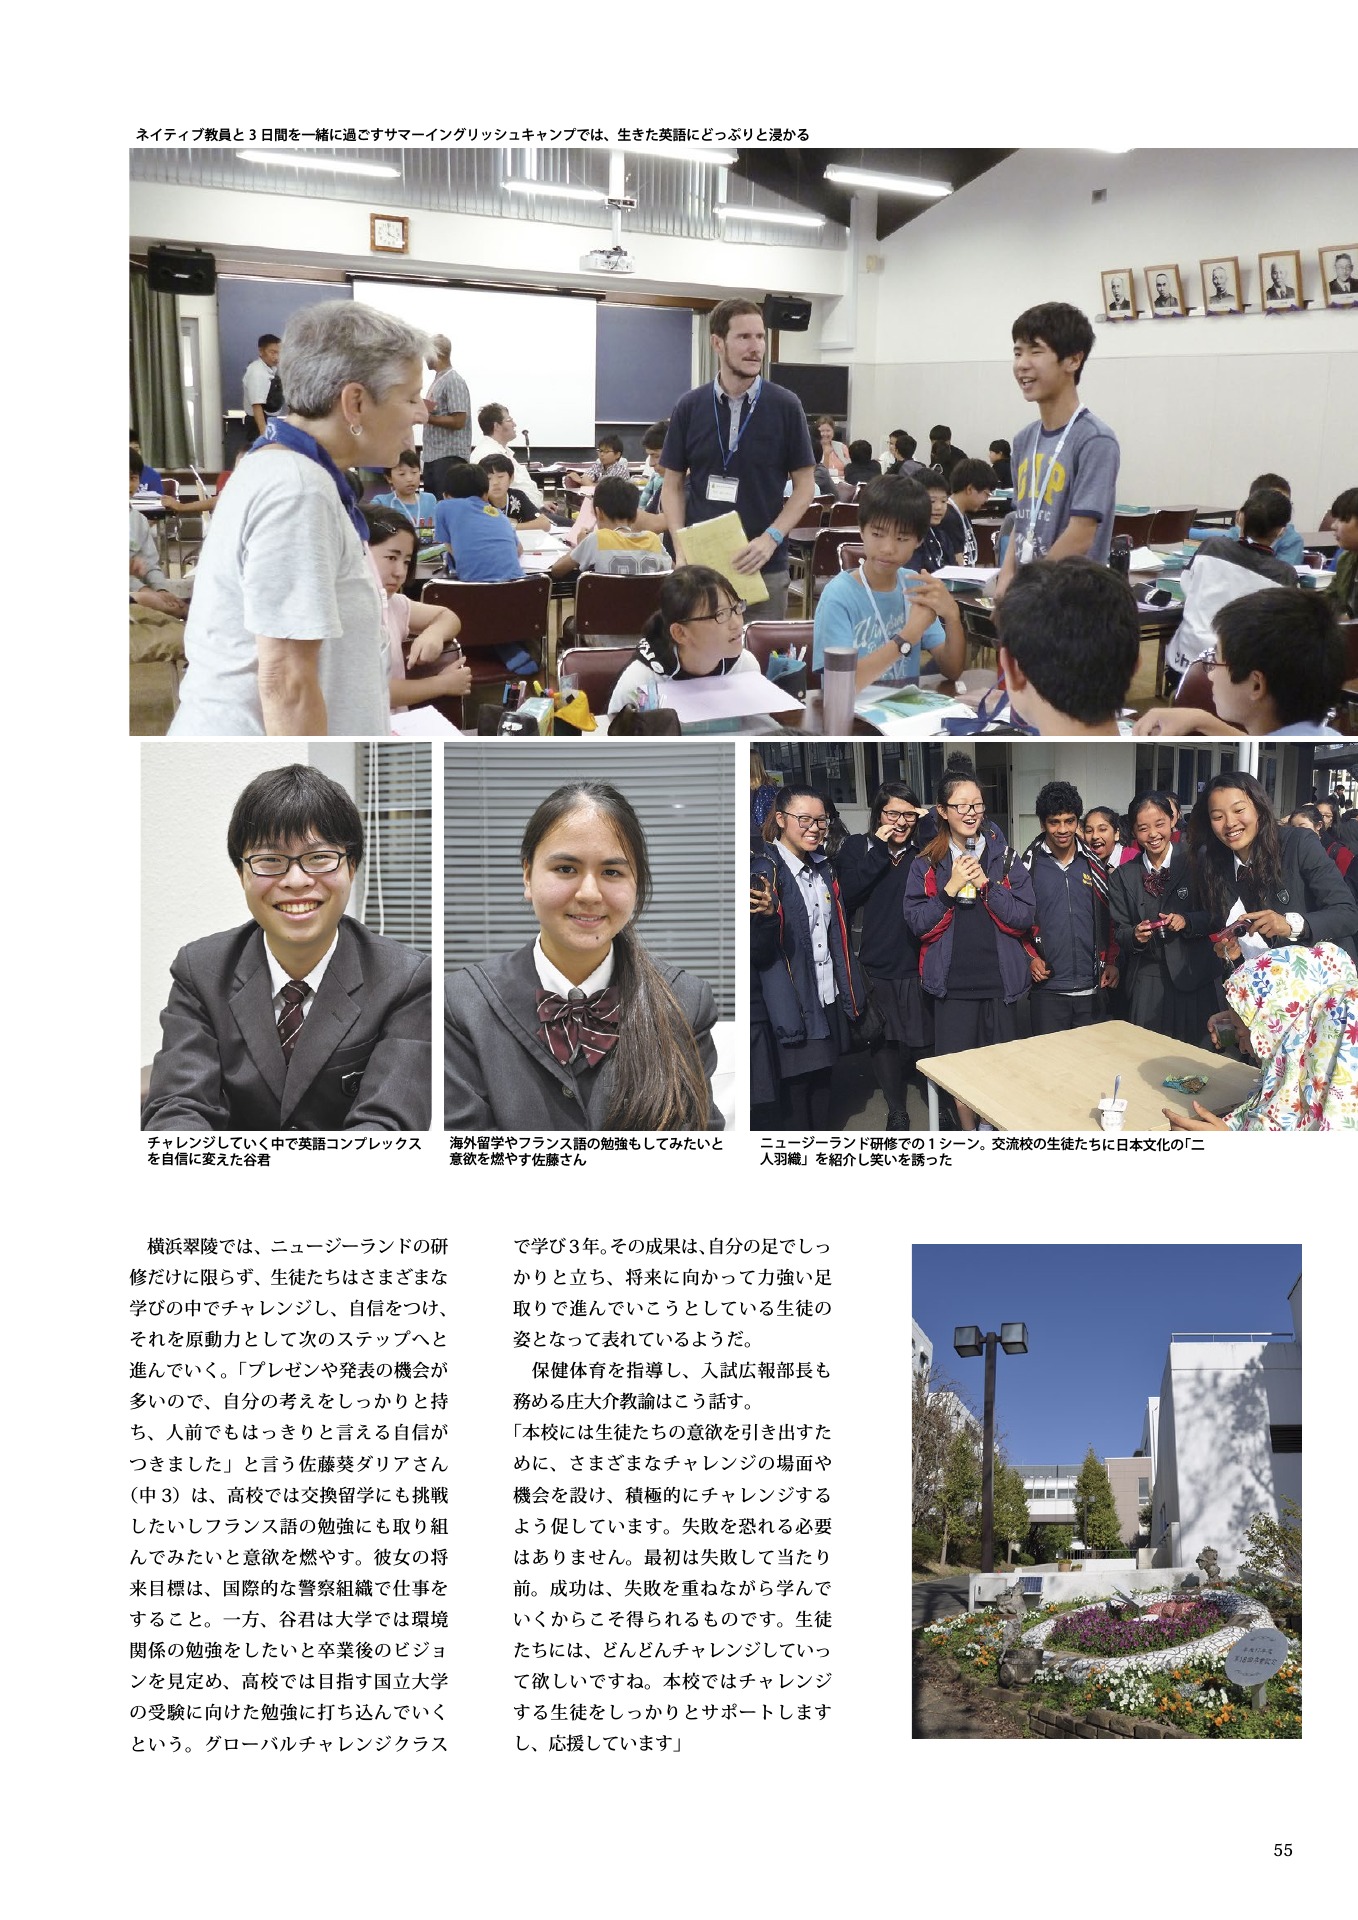 ネイティブ教員と3日間を一緒に過ごすサマーイングリッシュキャンプでは、生きた英語にどっぷりと浸かる
チャレンジしていく中で英語コンプレックス
を自信に変えた谷君
海外留学やフランス語の勉強もしてみたいと
意欲を燃やす佐藤さん
ニュージーランド研修での1シーン。交流校の生徒たちに日本文化の「二
人羽織」を紹介し笑いを誘った
横浜翠陵では、ニュージーランドの研
修だけに限らず、生徒たちはさまざまな
学びの中でチャレンジし、自信をつけ、
それを原動力として次のステップへと
進んでいく。「プレゼンや発表の機会が
多いので、自分の考えをしっかりと持
ち、人前でもはっきりと言える自信が
つきました」と言う佐藤葵ダリアさん
（中3）は、高校では交換留学にも挑戦
したいしフランス語の勉強にも取り組
んでみたいと意欲を燃やす。彼女の将
来目標は、国際的な警察組織で仕事を
すること。一方、谷君は大学では環境
関係の勉強をしたいと卒業後のビジョ
ンを見定め、高校では目指す国立大学
の受験に向けた勉強に打ち込んでいく
という。グローバルチャレンジクラス
で学び3年。その成果は、自分の足でしっ
かりと立ち、将来に向かって力強い足
取りで進んでいこうとしている生徒の
姿となって表れているようだ。
保健体育を指導し、入試広報部長も
務める庄大介教諭はこう話す。
「本校には生徒たちの意欲を引き出すた
めに、さまざまなチャレンジの場面や
機会を設け、積極的にチャレンジする
よう促しています。失敗を恐れる必要
はありません。最初は失敗して当たり
前。成功は、失敗を重ねながら学んで
いくからこそ得られるものです。生徒
たちには、どんどんチャレンジしていっ
て欲しいですね。本校ではチャレンジ
する生徒をしっかりとサポートします
し、応援しています」
55